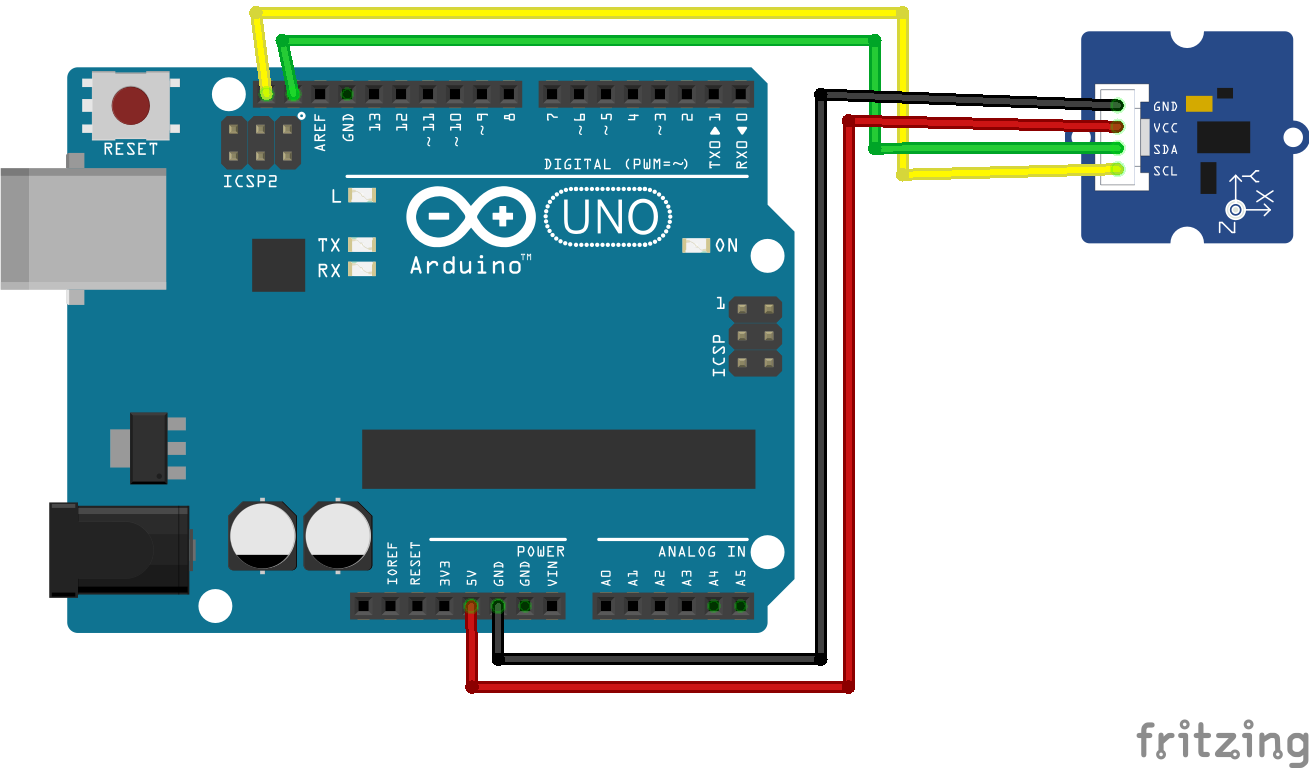 RESET
ICSP2
AREF
GND
13
12
~11
~10
~9
8
7
~6
~5
4
~3
2
TX0▶1
RX0◀0
DIGITAL (PWM=~)
L
TX
RX
UNO
Arduino™
ON
1
ICSP
GND
VCC
SDA
SCL
Y
X
Z
IOREF
RESET
3V3
5V
GND
GND
VIN
POWER
ANALOG IN
A0
A1
A2
A3
A4
A5
fritzing